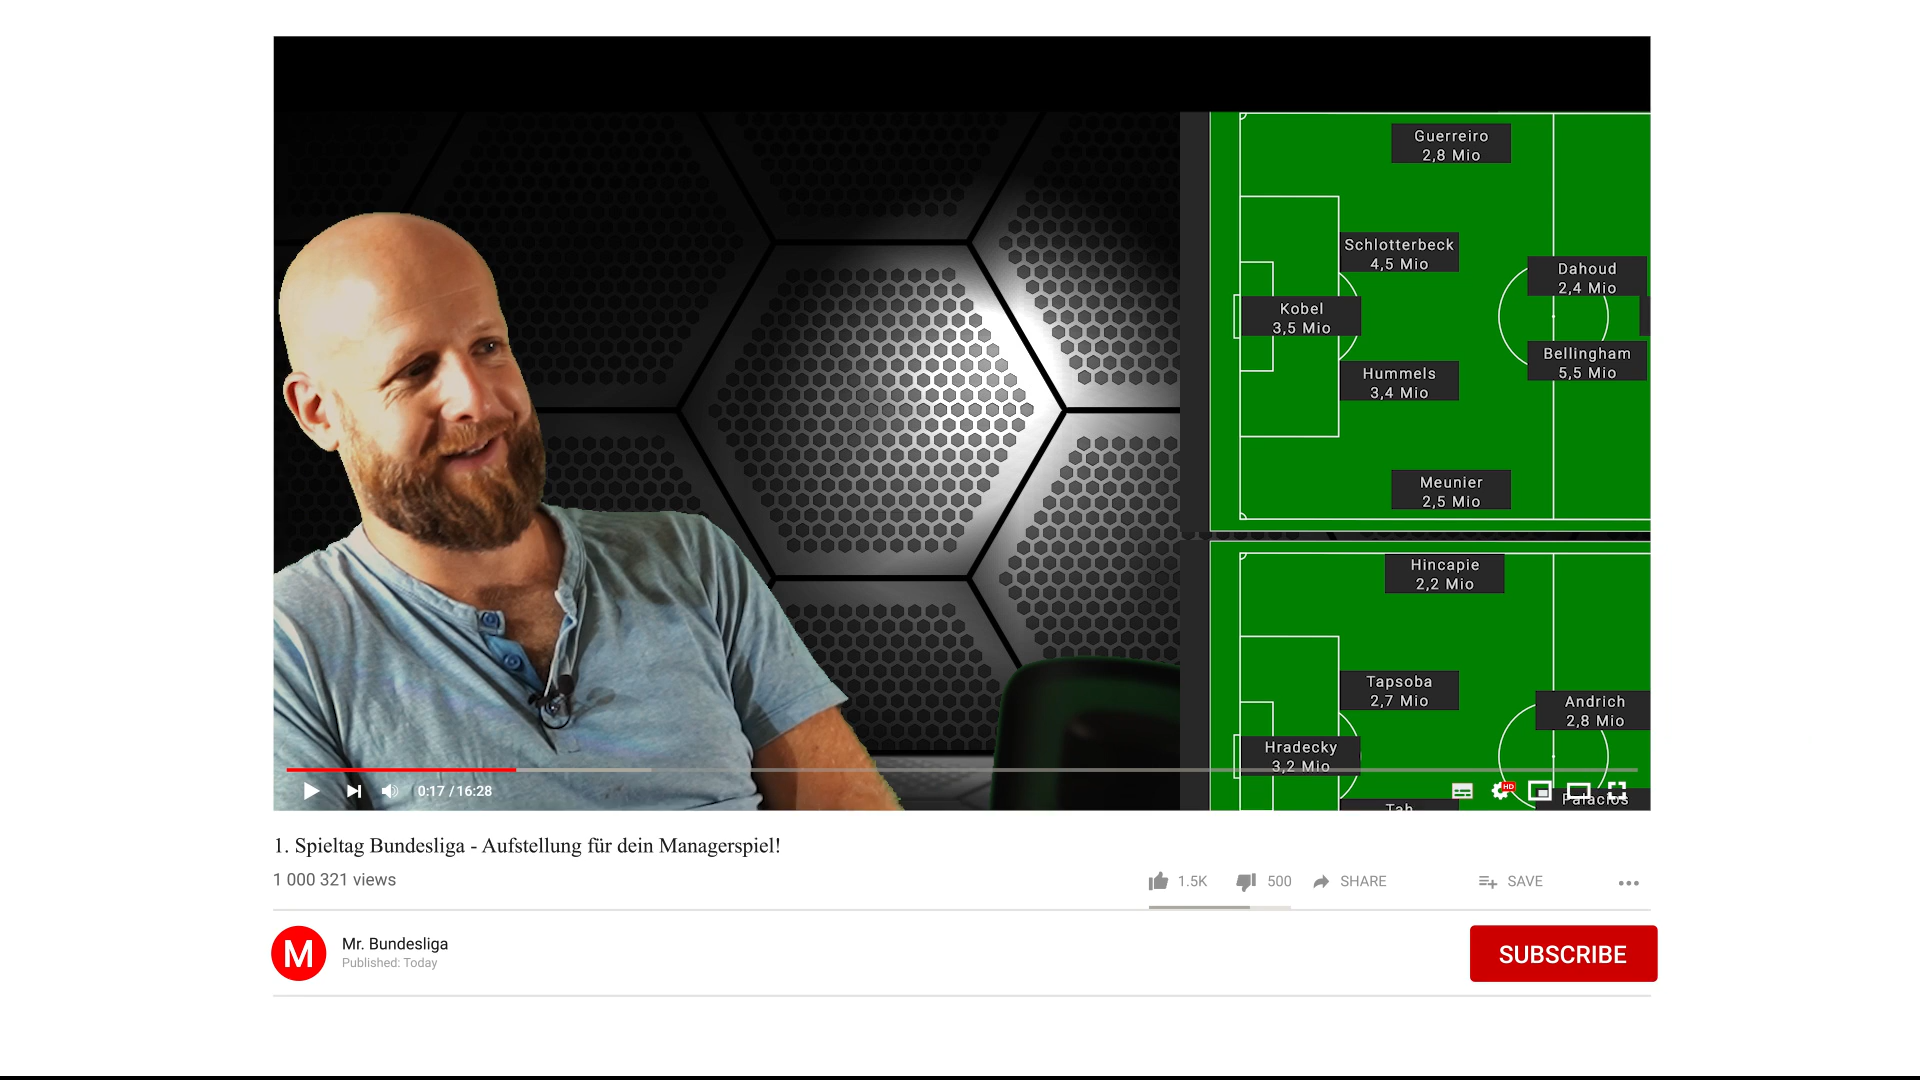 Guerreiro
2,8 Mio
Schlotterbeck
4,5 Mio
Dahoud
2,4 Mio
Kobel
3,5 Mio
Bellingham
5,5 Mio
Hummels
3,4 Mio
Meunier
2,5 Mio
Hincapie
2,2 Mio
Tapsoba
2,7 Mio
Andrich
2,8 Mio
Hradecky
3,2 Mio
Tah
Palacios
0:17 / 16:28
HD
1. Spieltag Bundesliga - Aufstellung für dein Managerspiel!
1 000 321 views
1.5K 500 SHARE SAVE
M
Mr. Bundesliga
Published: Today
SUBSCRIBE